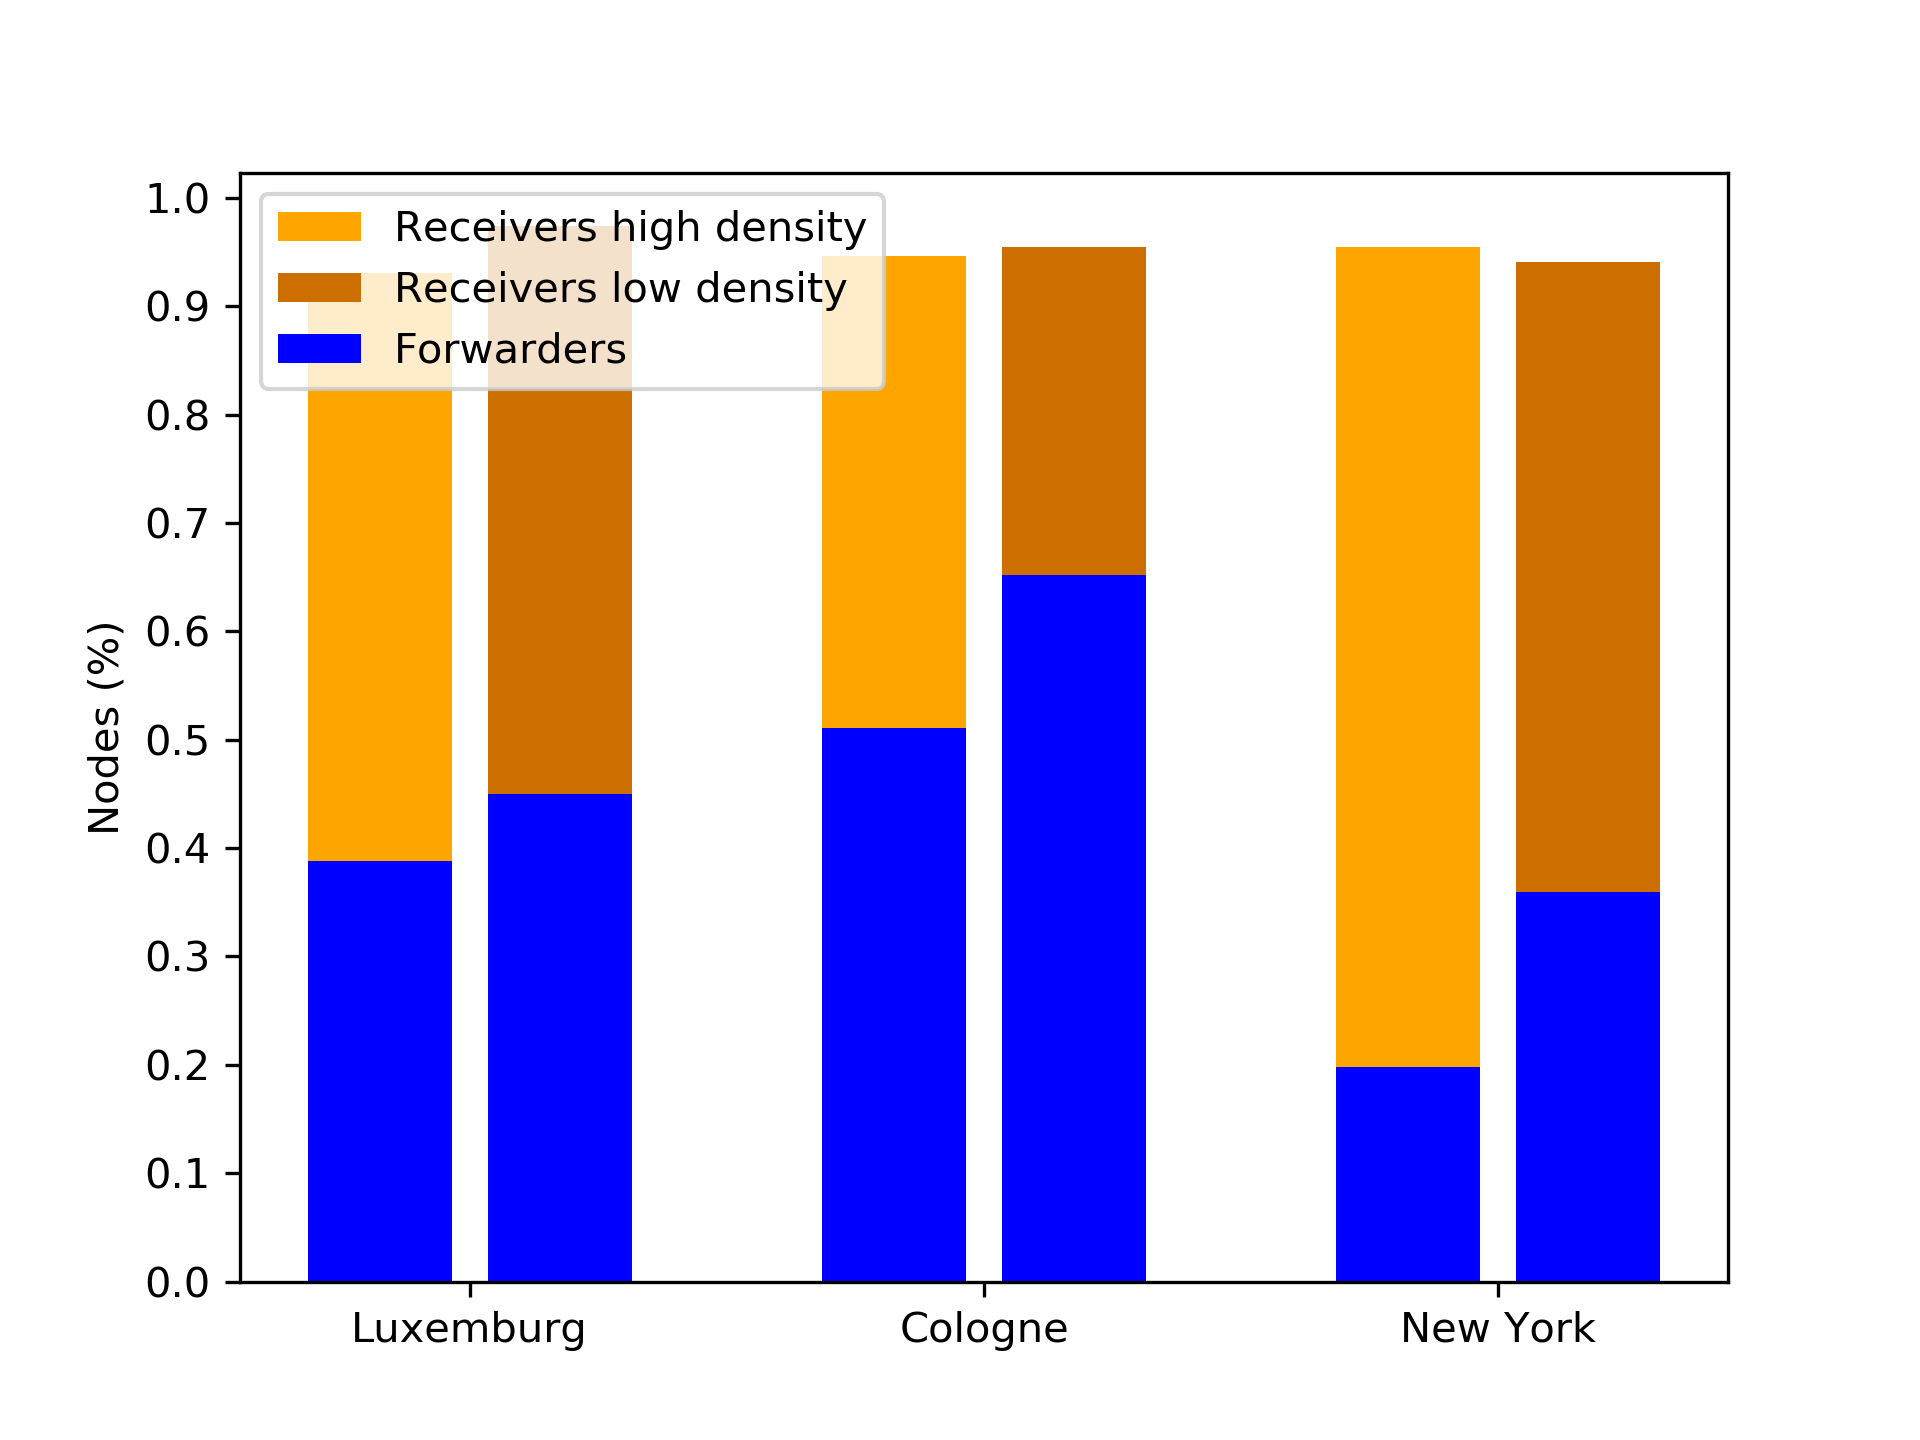 Receivers high density
Receivers low density
Forwarders
Nodes (%)
1.0
0.9
0.8
0.7
0.6
0.5
0.4
0.3
0.2
0.1
0.0
Luxemburg
Cologne
New York